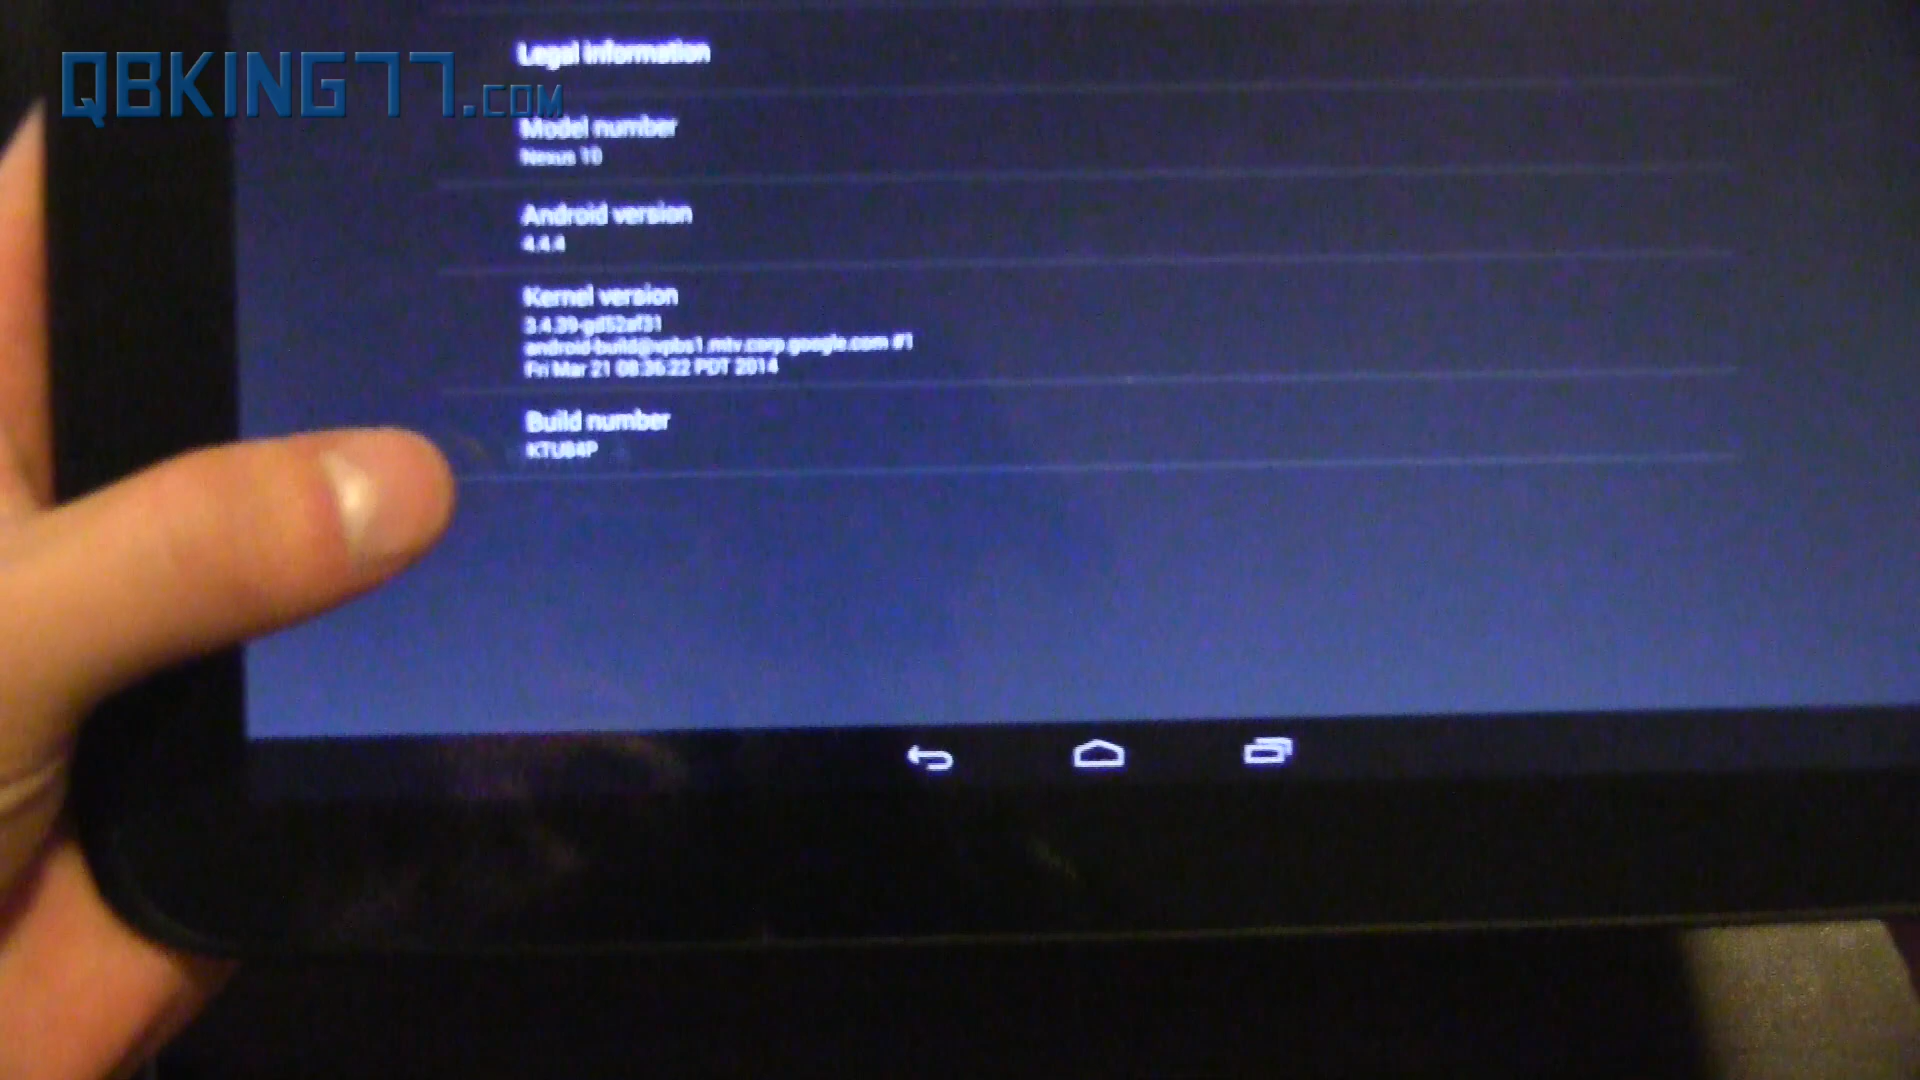 QBKING77.COM
Legal information
Model number
Nexus 10
Android version
4.4.4
Kernel version
3.4.39-gd52af31
android-build@vpbs1.mtv.corp.google.com #1
Fri Mar 21 08:36:22 PDT 2014
Build number
KTU84P